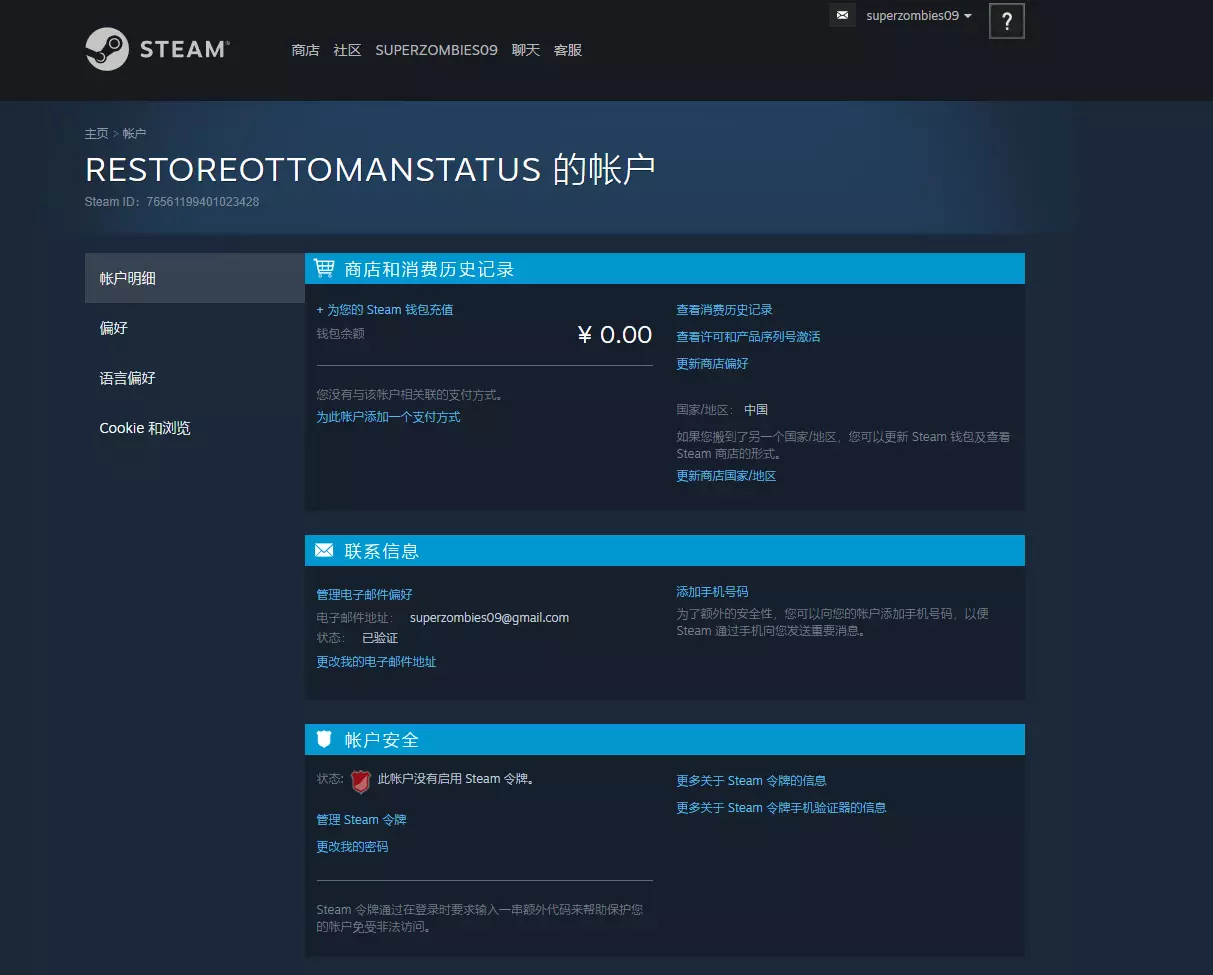 superzombies09
?
STEAM®
商店 社区 SUPERZOMBIES09 聊天 客服
主页 > 帐户
RESTOREOTTOMANSTATUS 的帐户
Steam ID: 76561199401023428
帐户明细
偏好
语言偏好
Cookie 和浏览
商店和消费历史记录
+ 为您的 Steam 钱包充值
钱包余额 ¥ 0.00
您没有与该帐户相关联的支付方式。
为此帐户添加一个支付方式
查看消费历史记录
查看许可和产品序列号激活
更新商店偏好
国家/地区: 中国
如果您搬到了另一个国家/地区，您可以更新 Steam 钱包及查看
Steam 商店的形式。
更新商店国家/地区
联系信息
管理电子邮件偏好
电子邮件地址: superzombies09@gmail.com
状态: 已验证
更改我的电子邮件地址
添加手机号码
为了额外的安全性，您可以向您的帐户添加手机号码，以便
Steam 通过手机向您发送重要消息。
帐户安全
状态: 此帐户没有启用 Steam 令牌。
管理 Steam 令牌
更改我的密码
Steam 令牌通过在登录时要求输入一串额外代码来帮助保护您
的帐户免受非法访问。
更多关于 Steam 令牌的信息
更多关于 Steam 令牌手机验证器的信息